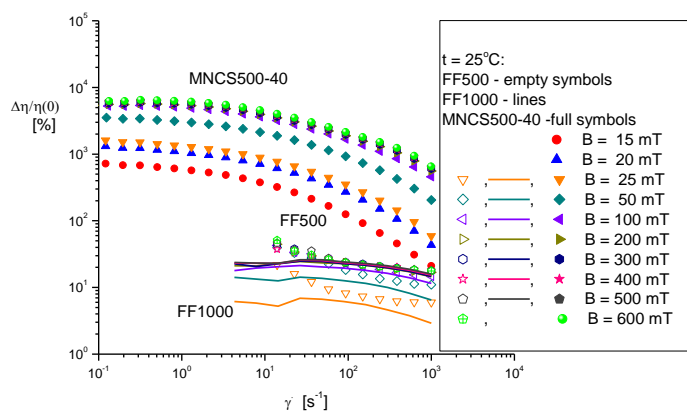 10^5
10^4
10^3
10^2
10^1
10^0
Δη/η(0)
[%]
MNCS500-40
FF500
FF1000
10^-1
10^0
10^1
10^2
10^3
10^4
γ̇ [s^-1]
t = 25°C:
FF500 - empty symbols
FF1000 - lines
MNCS500-40 -full symbols
B = 15 mT
B = 20 mT
, , B = 25 mT
, , B = 50 mT
, , B = 100 mT
, , B = 200 mT
, , B = 300 mT
, , B = 400 mT
, , B = 500 mT
, B = 600 mT